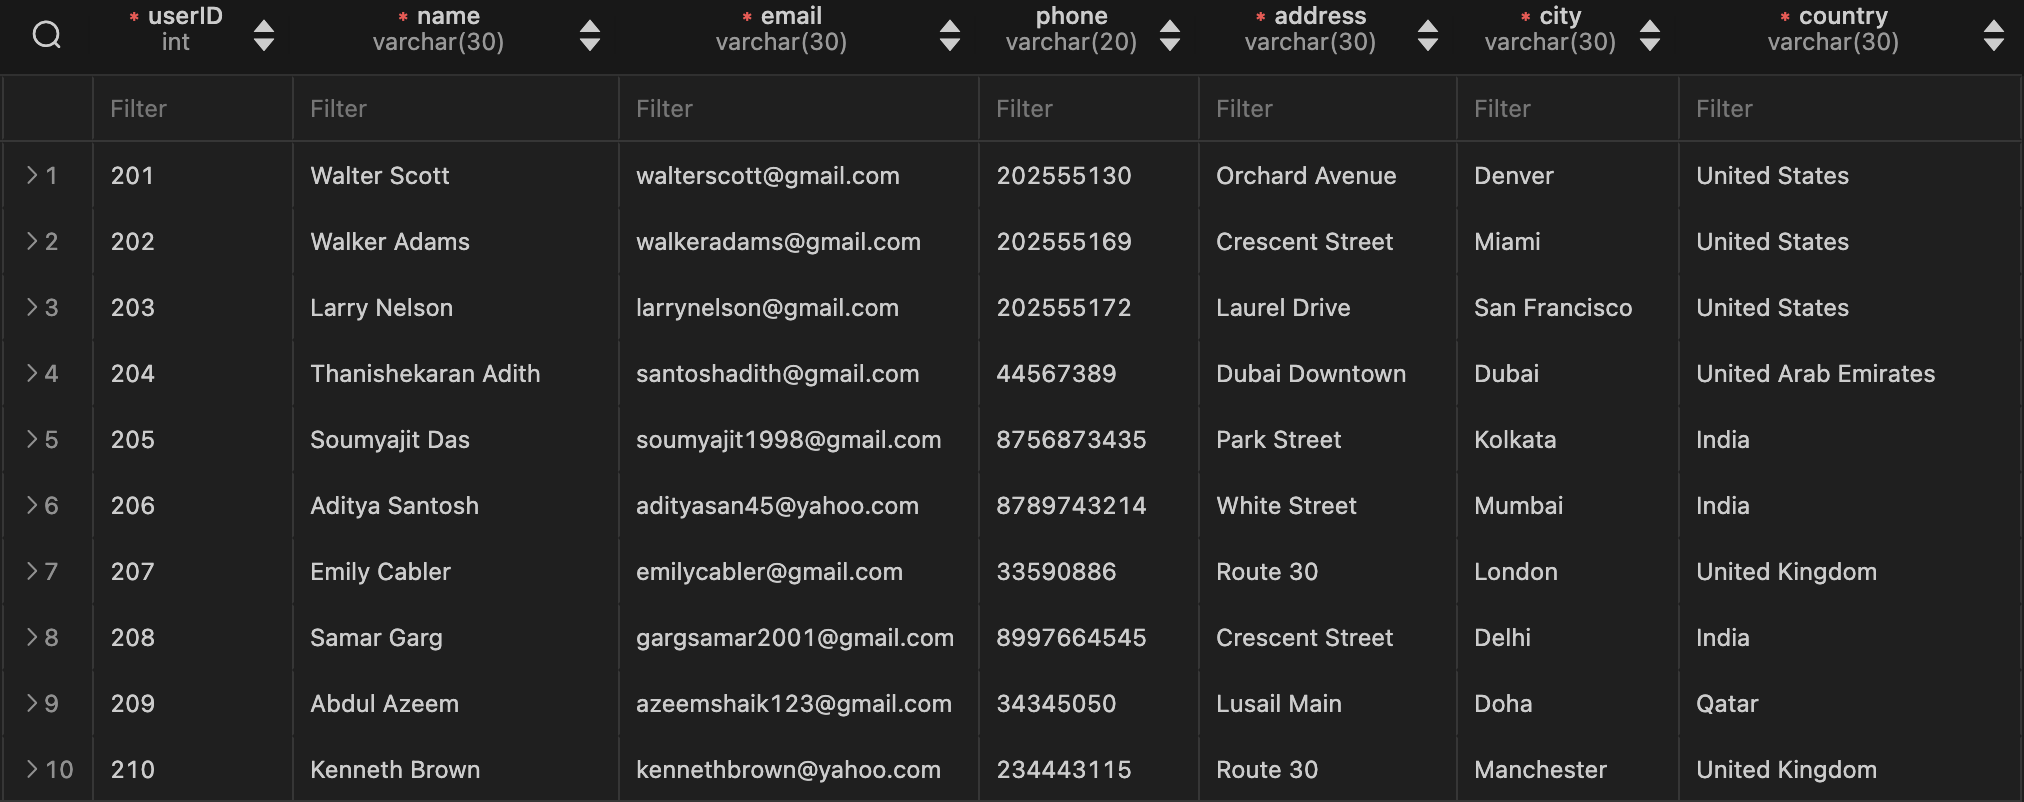 * userID * name * email phone * address * city * country
int varchar(30) varchar(30) varchar(20) varchar(30) varchar(30) varchar(30)
Filter Filter Filter Filter Filter Filter Filter
1 201 Walter Scott walterscott@gmail.com 202555130 Orchard Avenue Denver United States
2 202 Walker Adams walkeradams@gmail.com 202555169 Crescent Street Miami United States
3 203 Larry Nelson larrynelson@gmail.com 202555172 Laurel Drive San Francisco United States
4 204 Thanishekaran Adith santoshadith@gmail.com 44567389 Dubai Downtown Dubai United Arab Emirates
5 205 Soumyajit Das soumyajit1998@gmail.com 8756873435 Park Street Kolkata India
6 206 Aditya Santosh adityasan45@yahoo.com 8789743214 White Street Mumbai India
7 207 Emily Cabler emilycabler@gmail.com 33590886 Route 30 London United Kingdom
8 208 Samar Garg gargsamar2001@gmail.com 8997664545 Crescent Street Delhi India
9 209 Abdul Azeem azeemshaik123@gmail.com 34345050 Lusail Main Doha Qatar
10 210 Kenneth Brown kennethbrown@yahoo.com 234443115 Route 30 Manchester United Kingdom